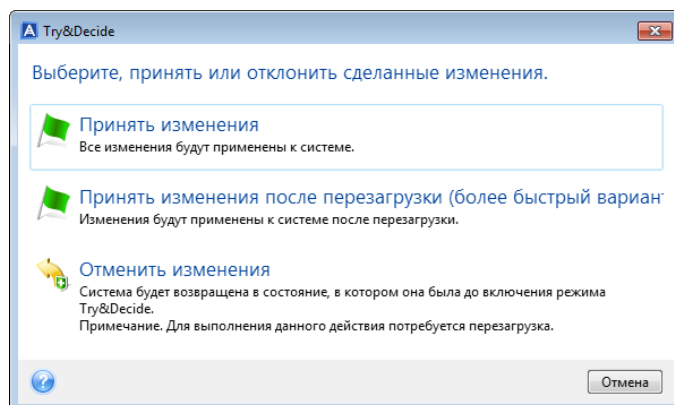 Try&Decide
Выберите, принять или отклонить сделанные изменения.
Принять изменения
Все изменения будут применены к системе.
Принять изменения после перезагрузки (более быстрый вариант
Изменения будут применены к системе после перезагрузки.
Отменить изменения
Система будет возвращена в состояние, в котором она была до включения режима
Try&Decide.
Примечание. Для выполнения данного действия потребуется перезагрузка.
Отмена